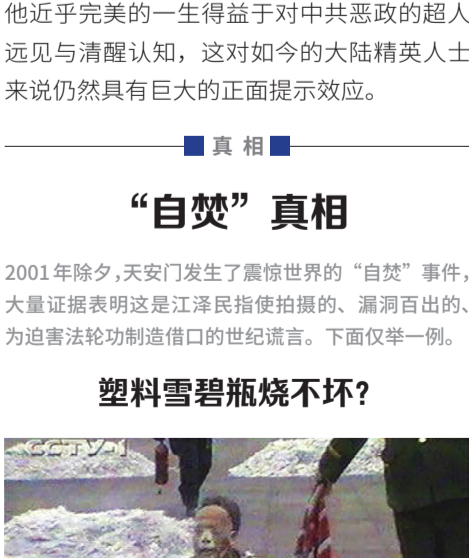 他近乎完美的一生得益于对中共恶政的超人
远见与清醒认知，这对如今的大陆精英人士
来说仍然具有巨大的正面提示效应。
真 相
“自焚”真相
2001年除夕，天安门发生了震惊世界的“自焚”事件，
大量证据表明这是江泽民指使拍摄的、漏洞百出的、
为迫害法轮功制造借口的世纪谎言。下面仅举一例。
塑料雪碧瓶烧不坏？
CCTV-1